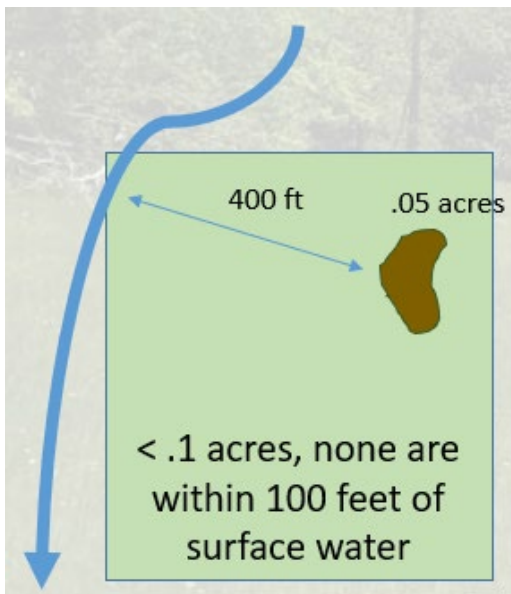 400 ft
.05 acres
< .1 acres, none are
within 100 feet of
surface water